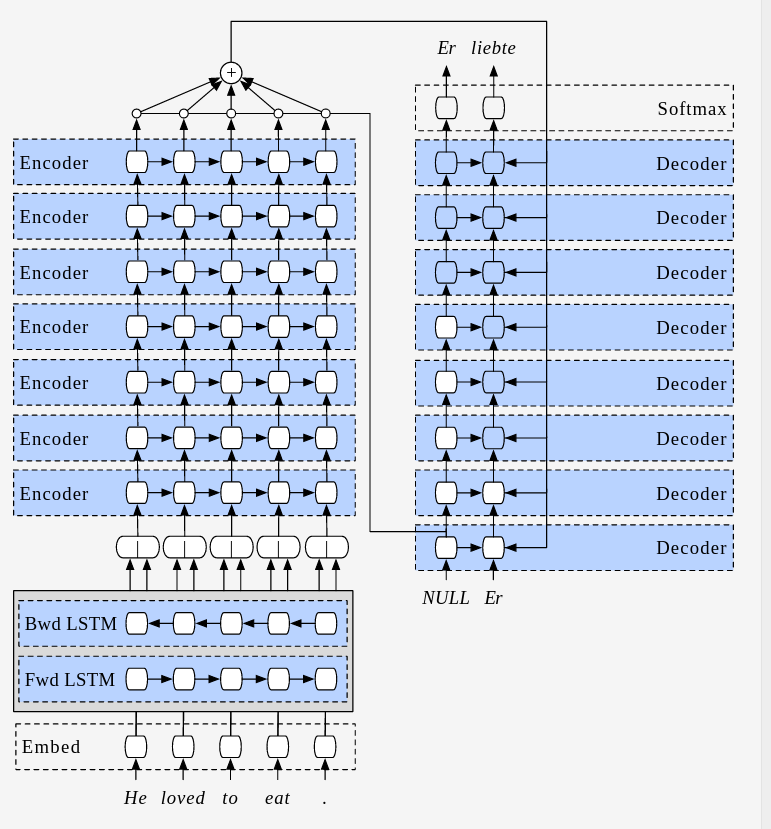 Er liebte
Softmax
Encoder
Encoder
Encoder
Encoder
Encoder
Encoder
Encoder
Decoder
Decoder
Decoder
Decoder
Decoder
Decoder
Decoder
Decoder
NULL Er
+
Bwd LSTM
Fwd LSTM
Embed
He loved to eat .